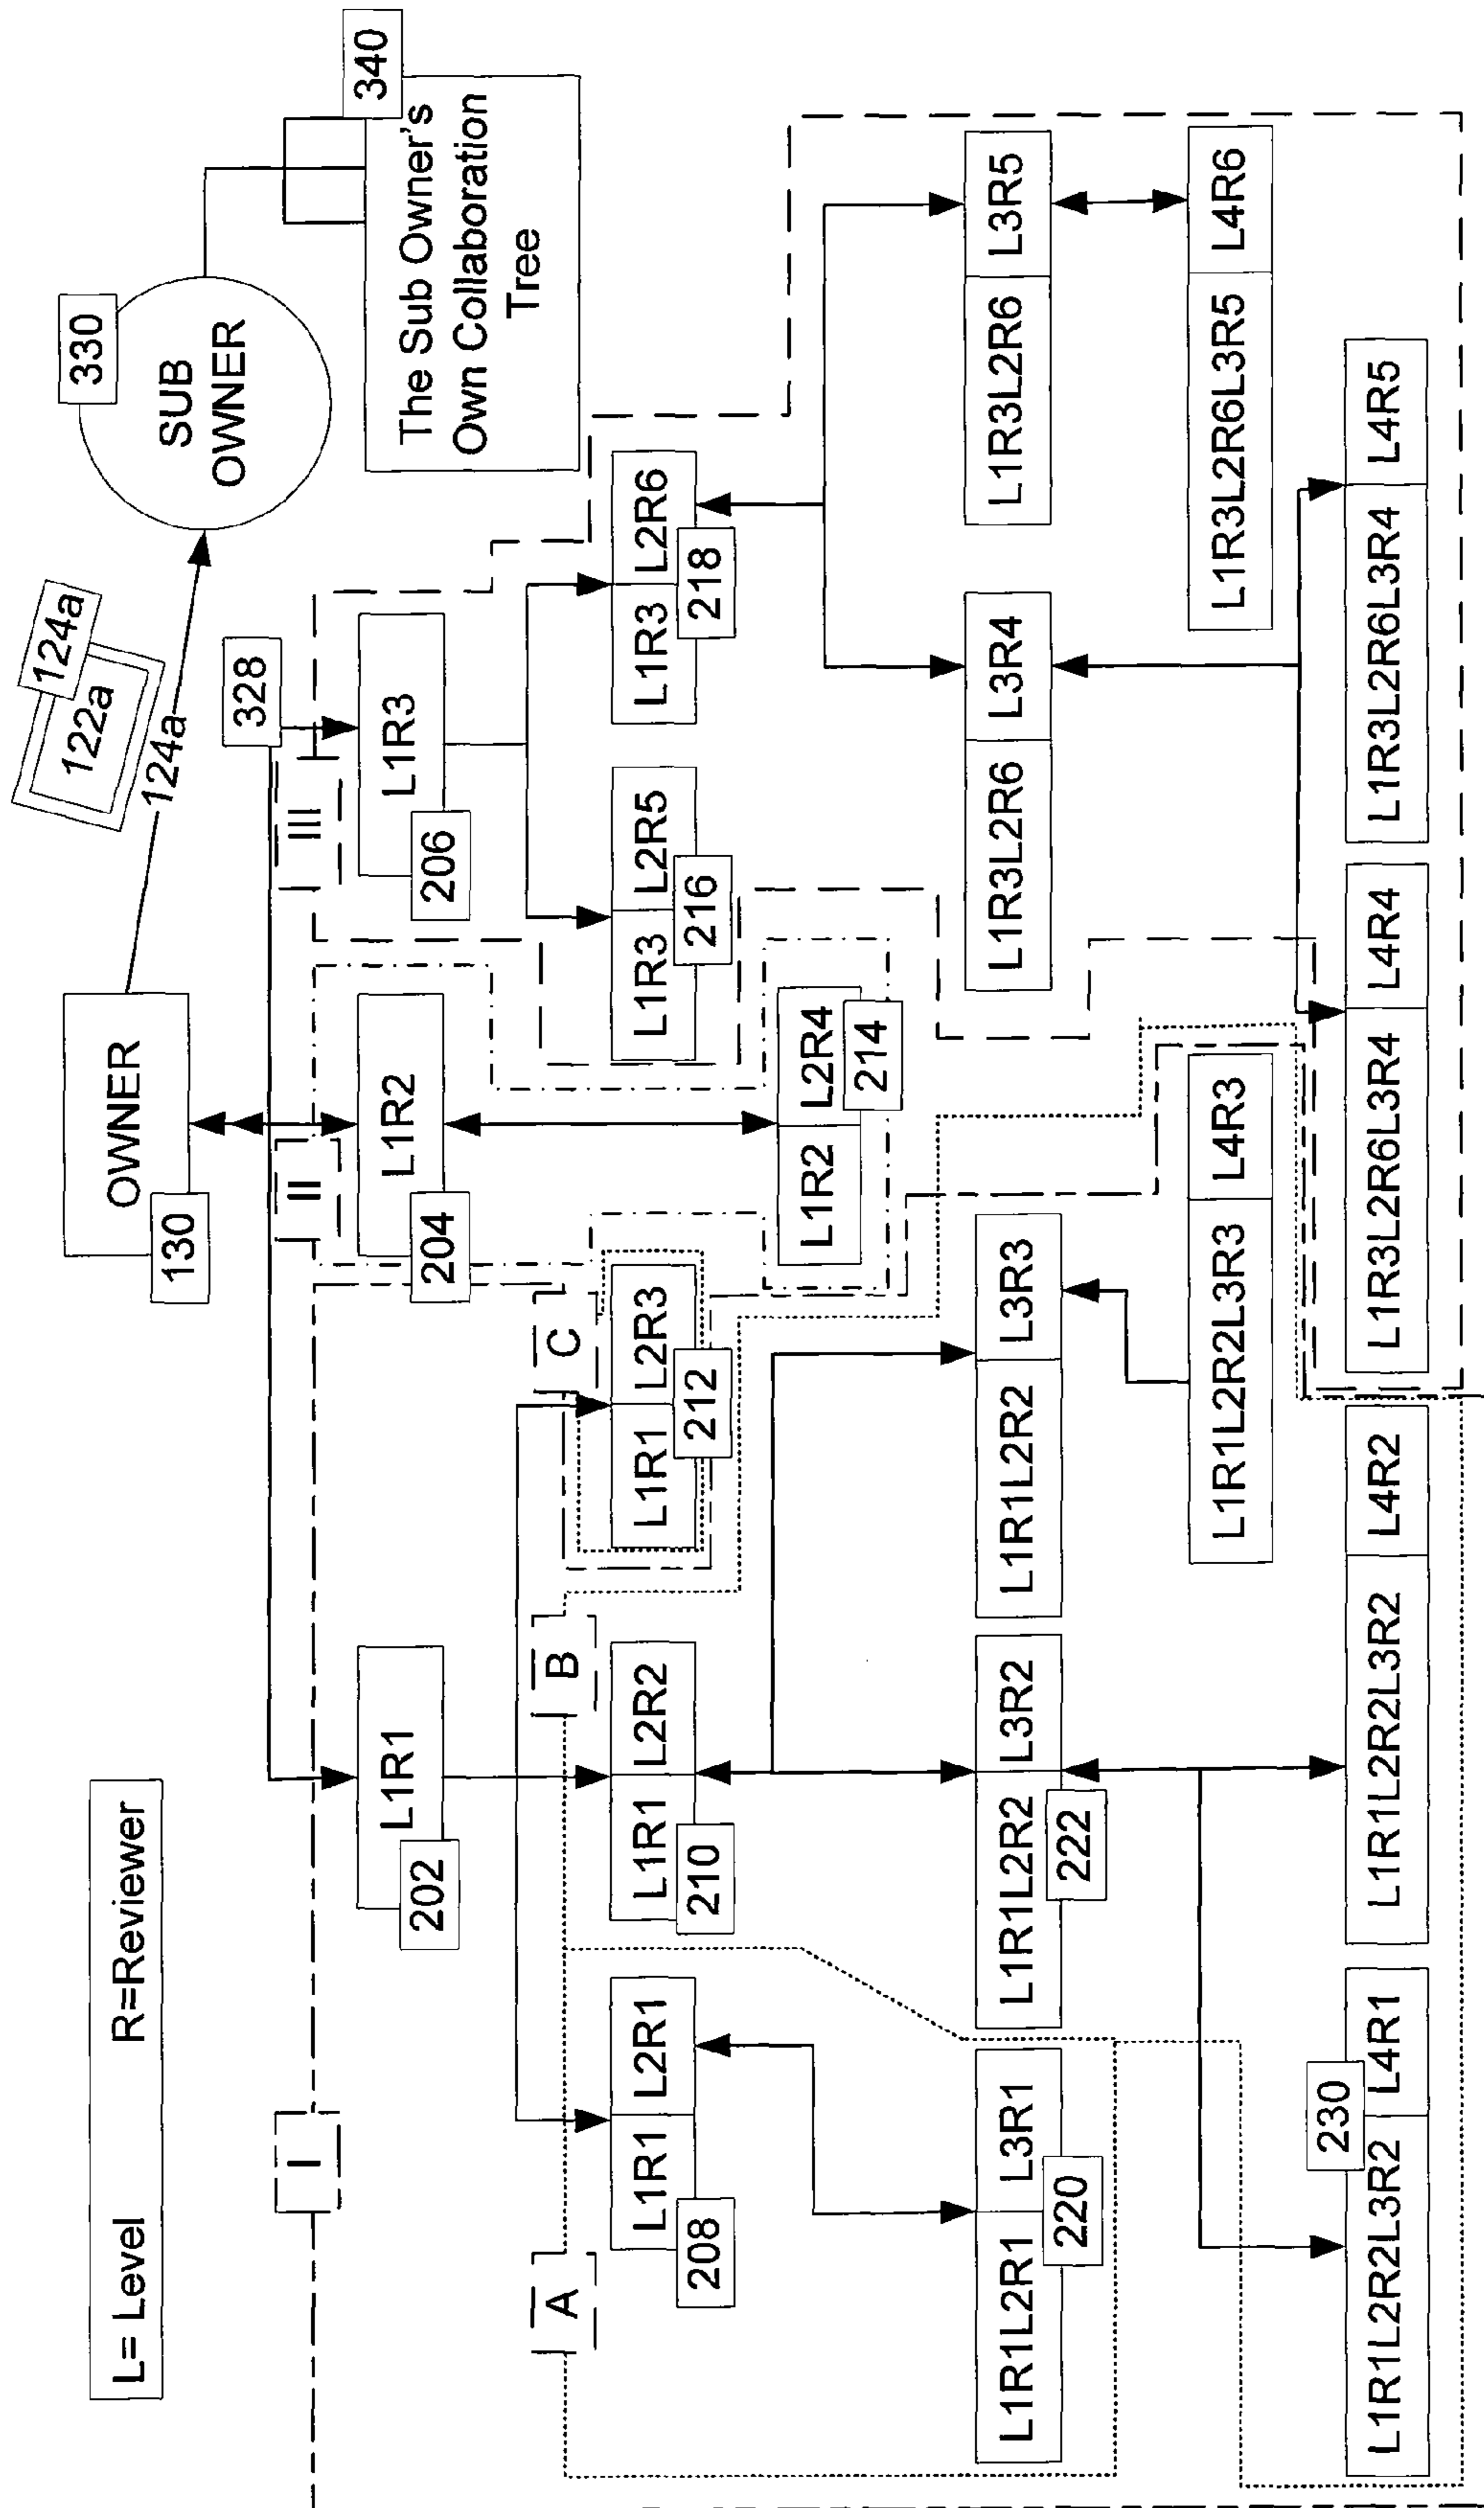 L= Level R=Reviewer
OWNER
130
122a
124a
124a
SUB
OWNER
330
The Sub Owner's
Own Collaboration
Tree
340
328
I
II
III
L1R1
202
L1R2
204
L1R3
206
A
B
C
L1R1 L2R1
208
L1R1 L2R2
210
L1R1 L2R3
212
L1R3 L2R5
216
L1R3 L2R6
218
L1R2 L2R4
214
L1R1L2R1 L3R1
220
L1R1L2R2 L3R2
222
L1R1L2R2 L3R3
L1R3L2R6 L3R4
L1R3L2R6 L3R5
L1R1L2R2L3R3 L4R3
L1R3L2R6L3R5 L4R6
230
L1R1L2R2L3R2 L4R1
L1R1L2R2L3R2 L4R2
L1R3L2R6L3R4 L4R4
L1R3L2R6L3R4 L4R5